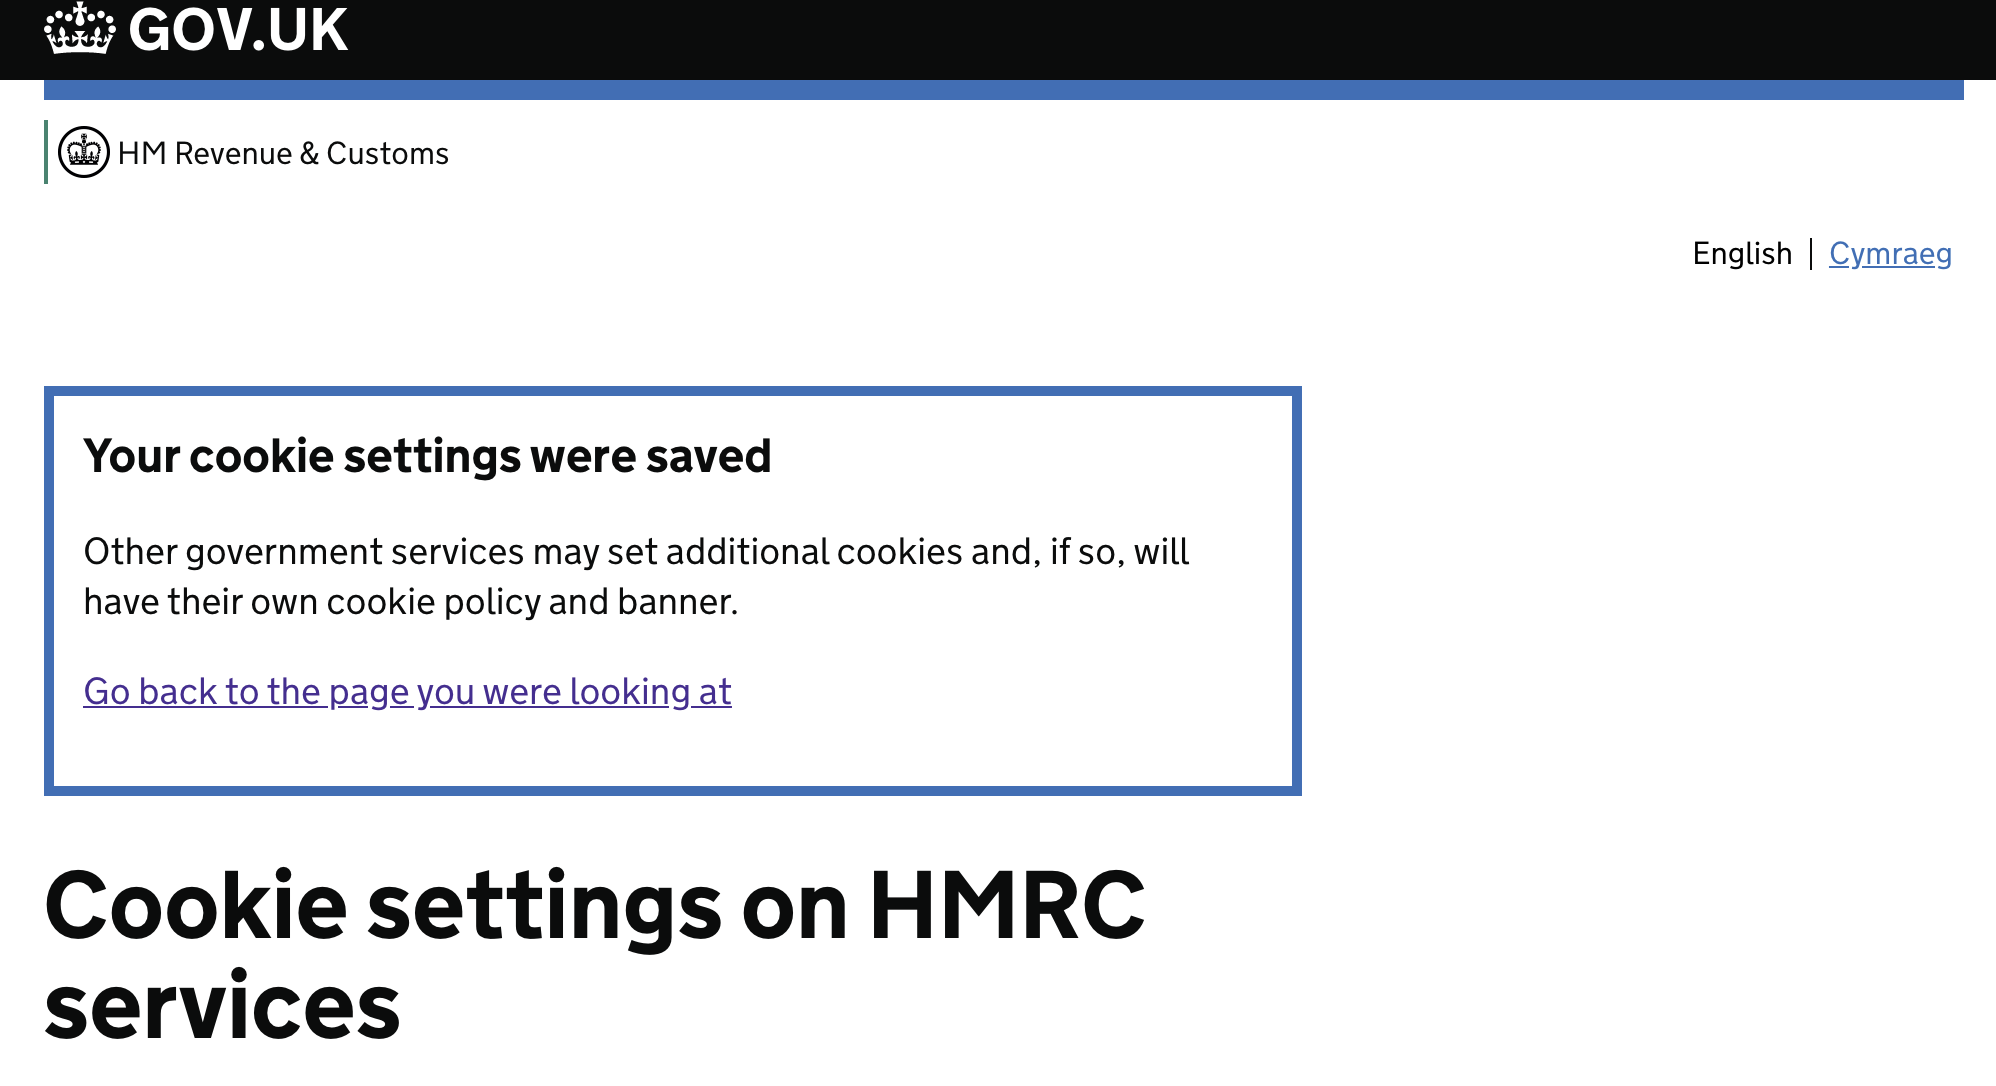 GOV.UK
HM Revenue & Customs
English | Cymraeg
Your cookie settings were saved
Other government services may set additional cookies and, if so, will
have their own cookie policy and banner.
Go back to the page you were looking at
Cookie settings on HMRC
services